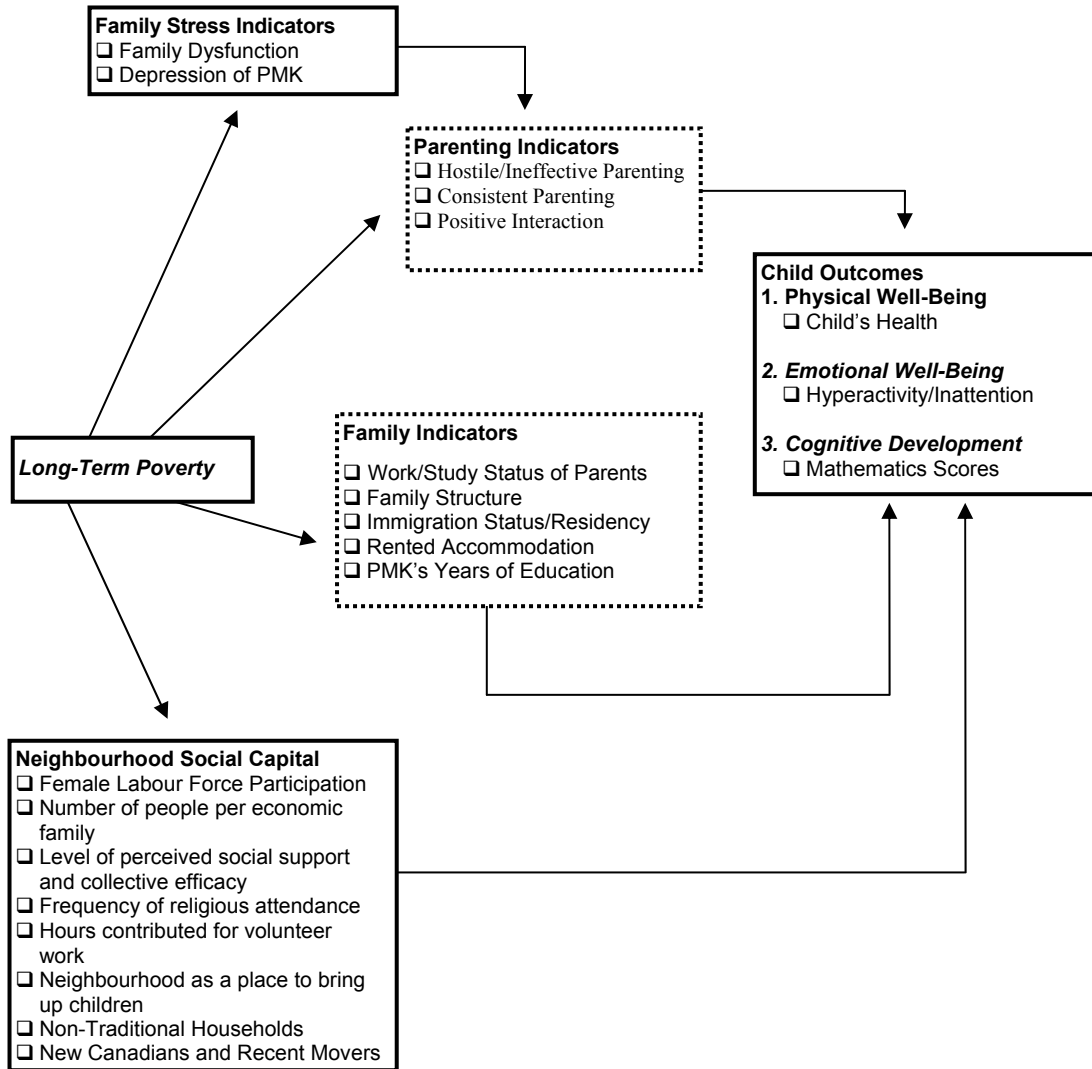 Family Stress Indicators
❑ Family Dysfunction
❑ Depression of PMK
Parenting Indicators
❑ Hostile/Ineffective Parenting
❑ Consistent Parenting
❑ Positive Interaction
Child Outcomes
1. Physical Well-Being
❑ Child's Health
2. Emotional Well-Being
❑ Hyperactivity/Inattention
3. Cognitive Development
❑ Mathematics Scores
Long-Term Poverty
Family Indicators
❑ Work/Study Status of Parents
❑ Family Structure
❑ Immigration Status/Residency
❑ Rented Accommodation
❑ PMK's Years of Education
Neighbourhood Social Capital
❑ Female Labour Force Participation
❑ Number of people per economic
family
❑ Level of perceived social support
and collective efficacy
❑ Frequency of religious attendance
❑ Hours contributed for volunteer
work
❑ Neighbourhood as a place to bring
up children
❑ Non-Traditional Households
❑ New Canadians and Recent Movers